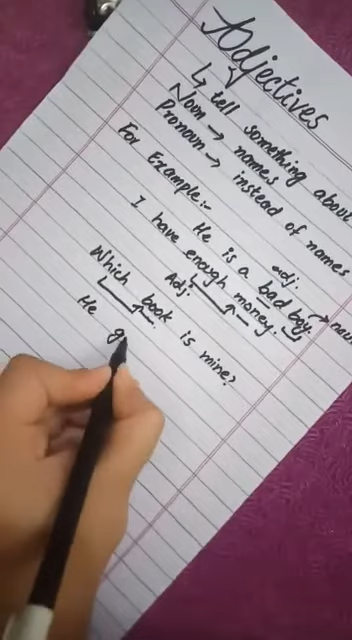 Adjectives
↳ tell something about
Noun → names
Pronoun → instead of names
For Example:-
He is a bad boy. → noun
adj.
I have enough money.
Adj.
Which book is mine?
He g